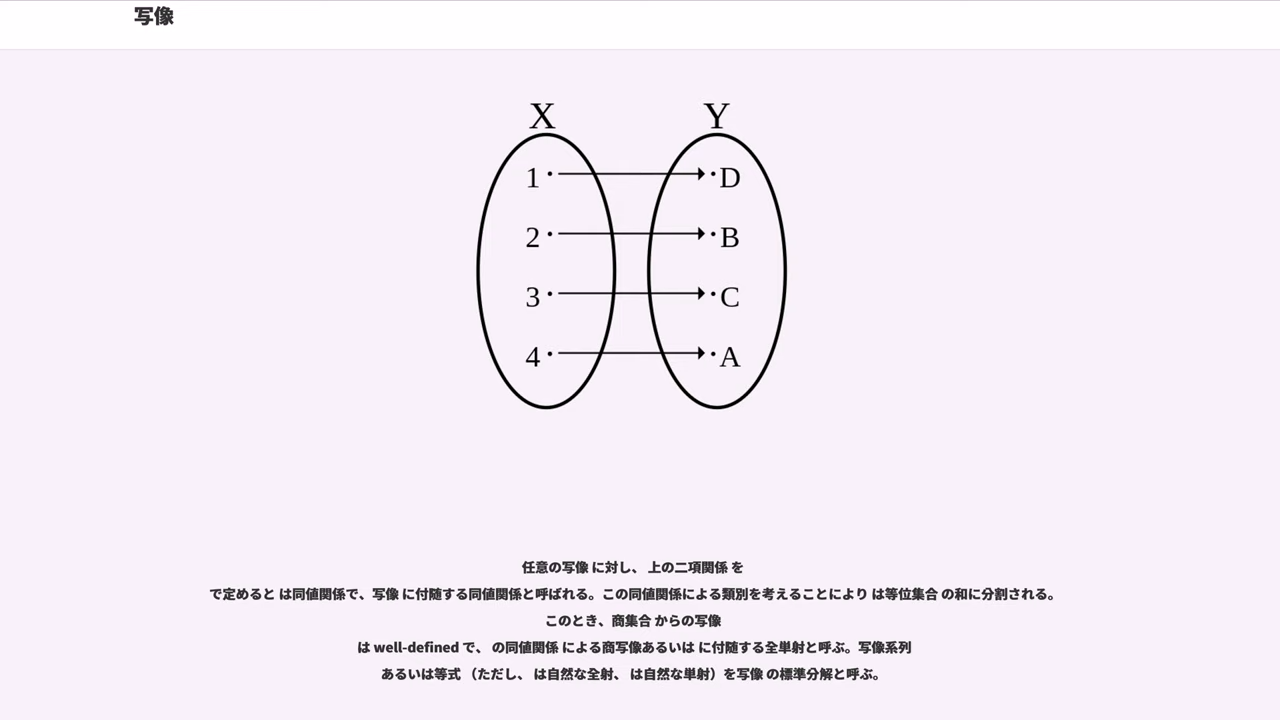 写像
X Y
1 D
2 B
3 C
4 A
任意の写像 に対し、 上の二項関係 を
で定めると は同値関係で、写像 に付随する同値関係と呼ばれる。この同値関係による類別を考えることにより は等位集合 の和に分割される。
このとき、商集合 からの写像
は well-defined で、 の同値関係 による商写像あるいは に付随する全単射と呼ぶ。写像系列
あるいは等式 （ただし、 は自然な全射、 は自然な単射）を写像 の標準分解と呼ぶ。